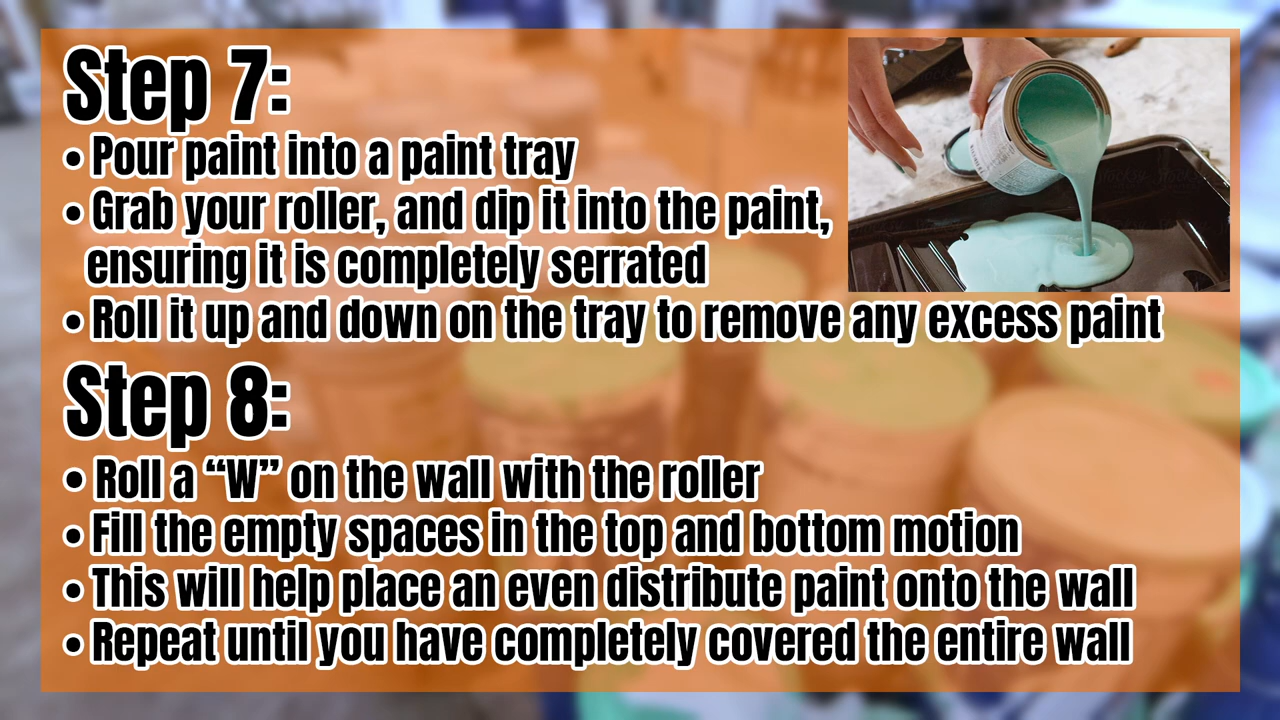 Step 7:
• Pour paint into a paint tray
• Grab your roller, and dip it into the paint,
ensuring it is completely serrated
• Roll it up and down on the tray to remove any excess paint
Step 8:
• Roll a “W” on the wall with the roller
• Fill the empty spaces in the top and bottom motion
• This will help place an even distribute paint onto the wall
• Repeat until you have completely covered the entire wall